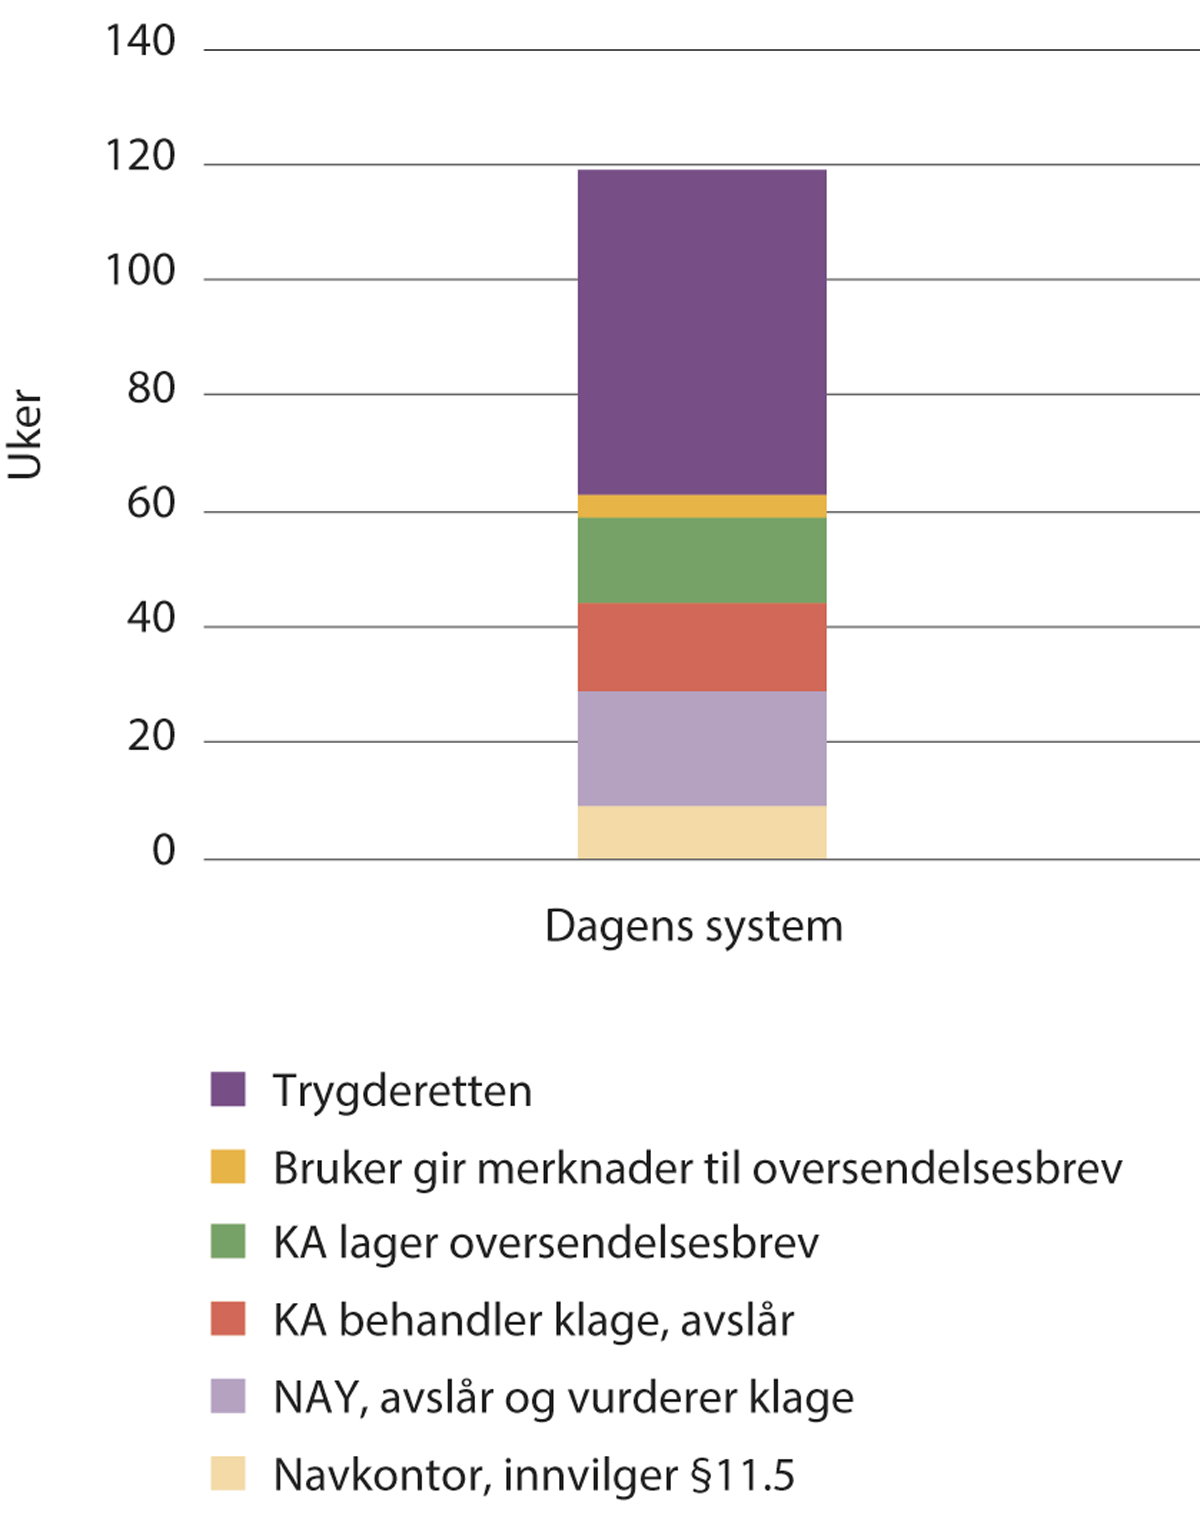 140
120
100
80
60
40
20
0
Uker
Dagens system
Trygderetten
Bruker gir merknader til oversendelsesbrev
KA lager oversendelsesbrev
KA behandler klage, avslår
NAY, avslår og vurderer klage
Navkontor, innvilger §11.5